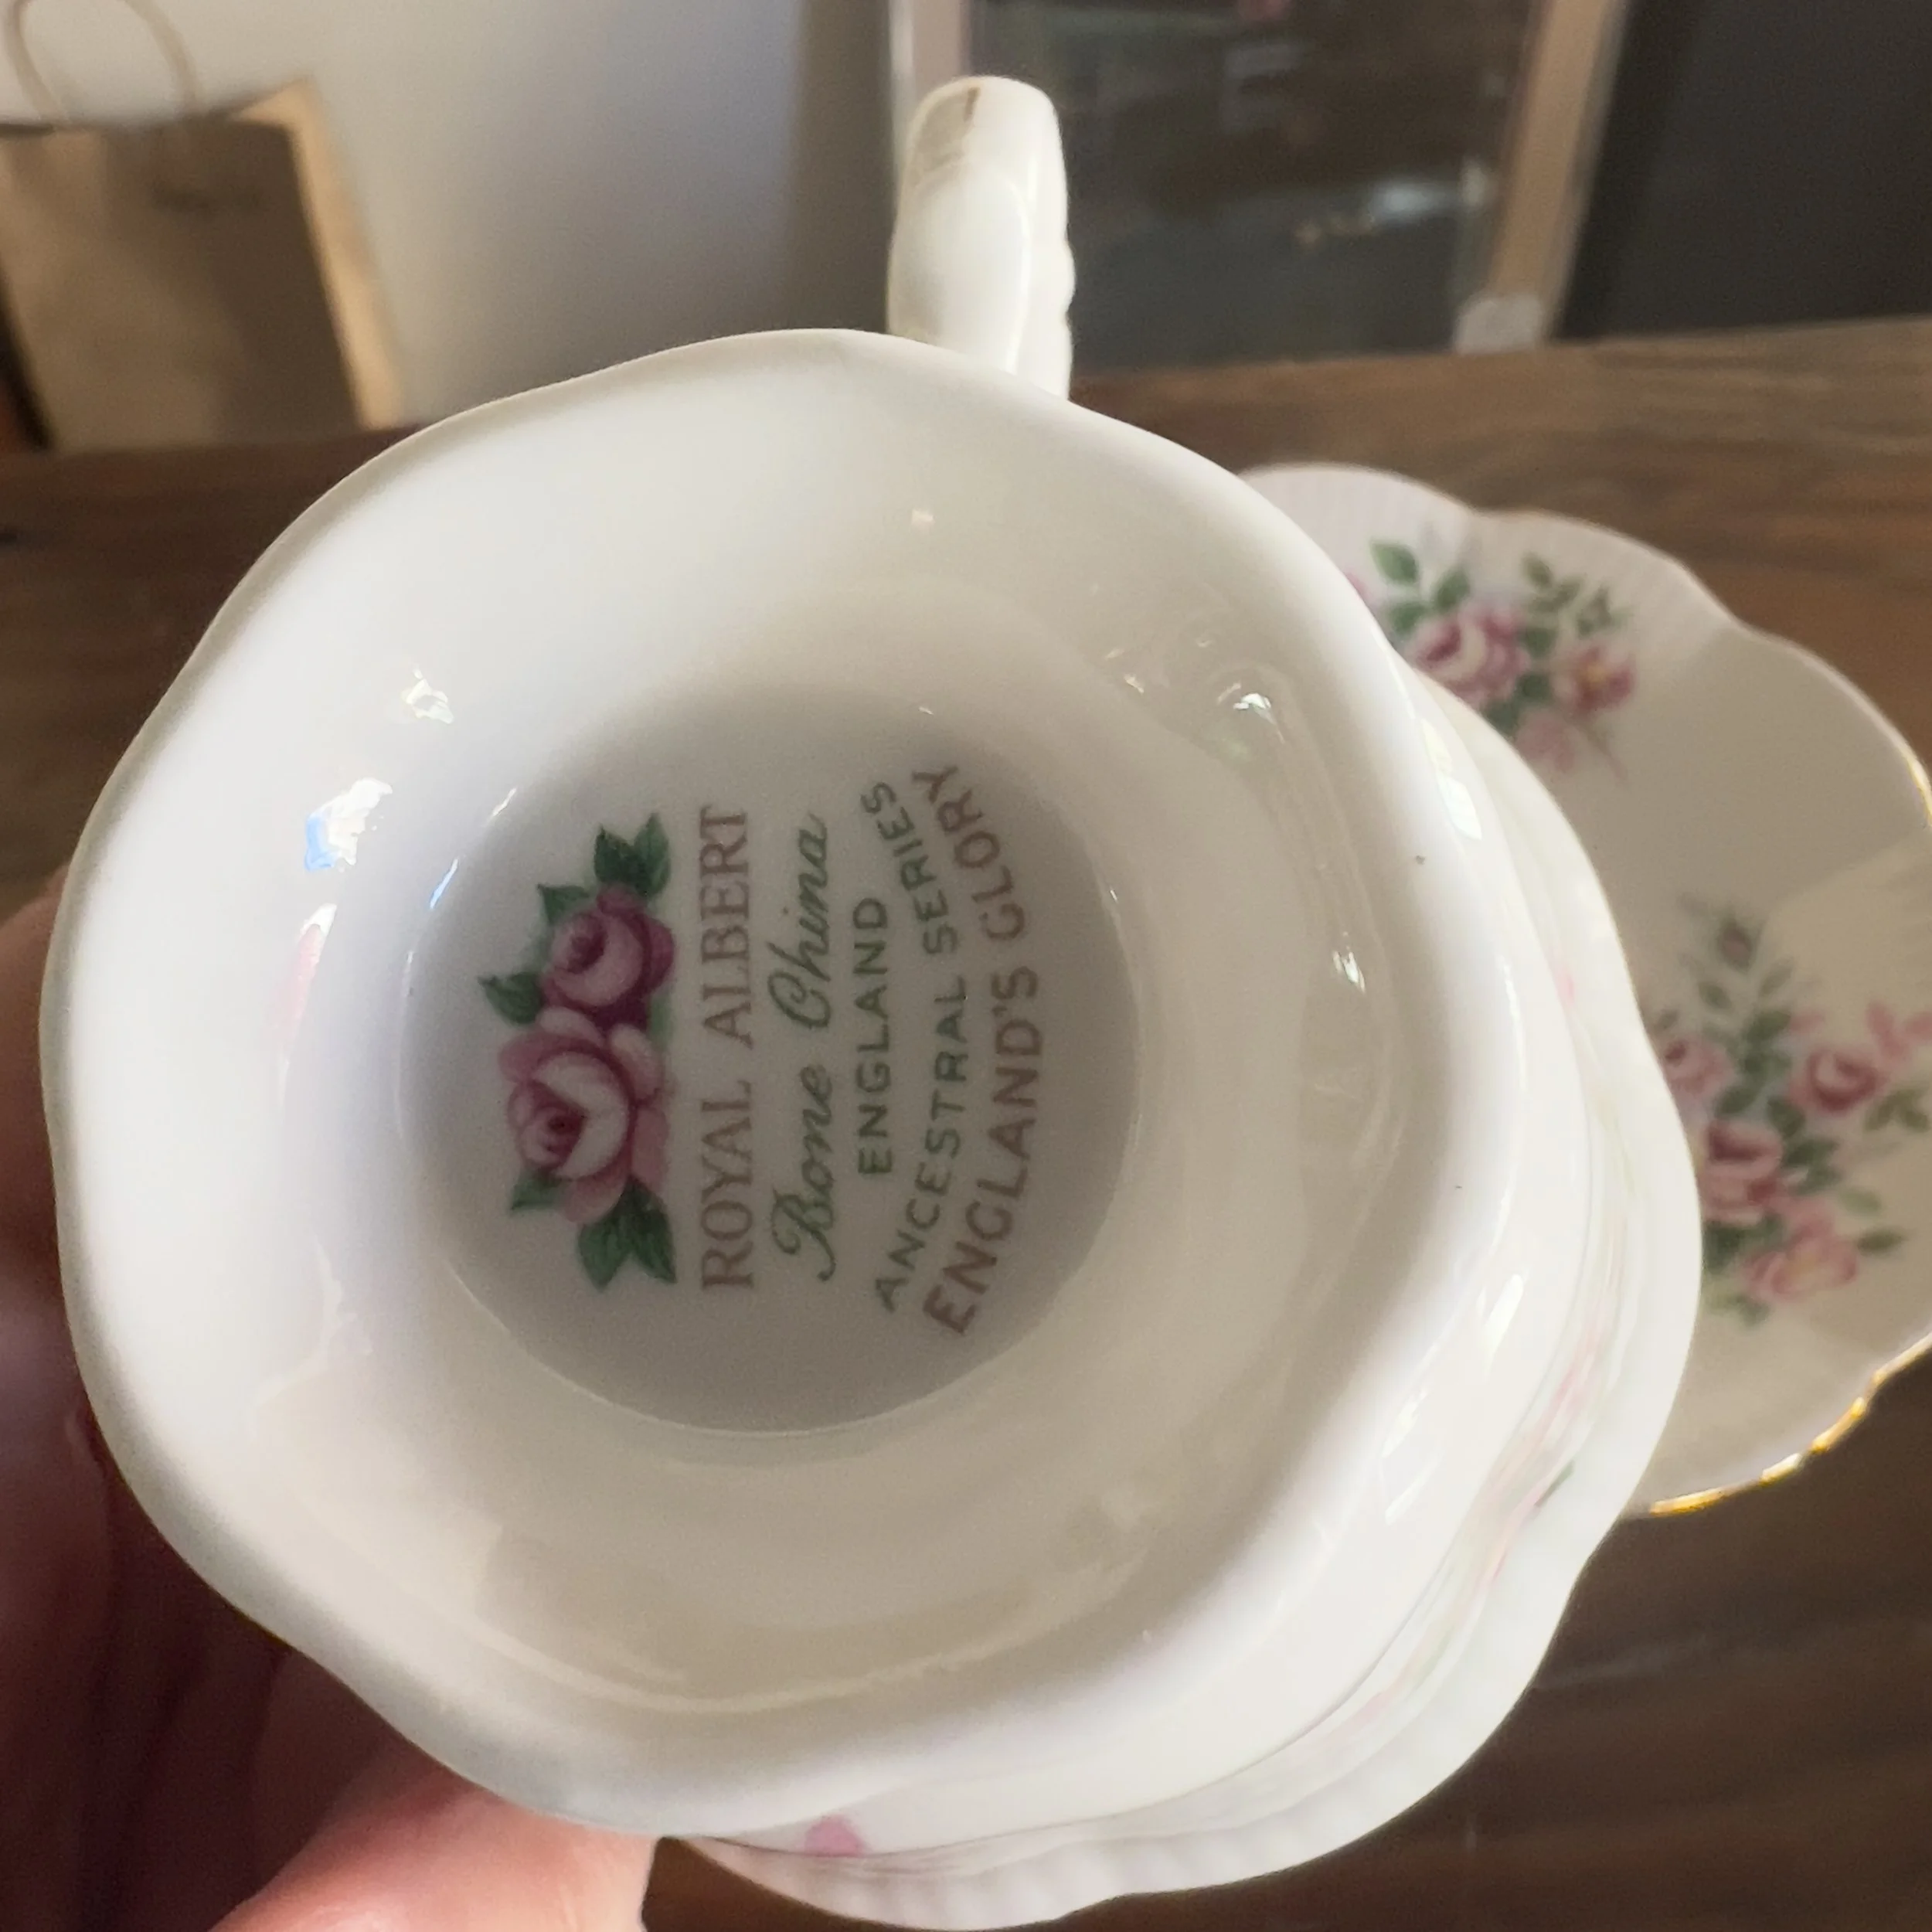 ROYAL ALBERT
Bone China
ENGLAND
ANCESTRAL SERIES
ENGLAND'S GLORY